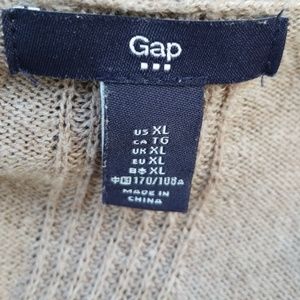 Gap
US XL
CA TG
UK XL
EU XL
日本 XL
中国 170/108A
MADE IN
CHINA